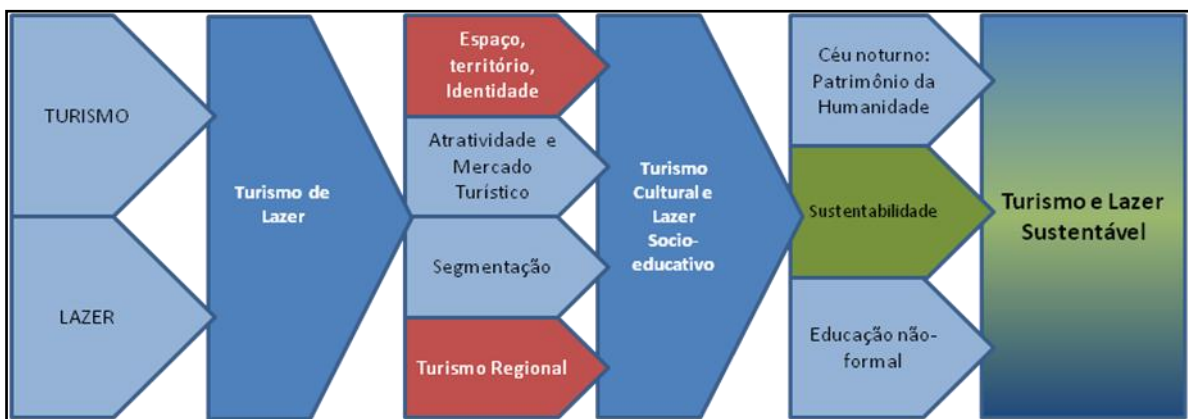 TURISMO
LAZER
Turismo de
Lazer
Espaço,
território,
Identidade
Atratividade e
Mercado
Turístico
Segmentação
Turismo Regional
Turismo
Cultural e
Lazer
Socio-
educativo
Céu noturno:
Patrimônio da
Humanidade
Sustentabilidade
Educação não-
formal
Turismo e Lazer
Sustentável